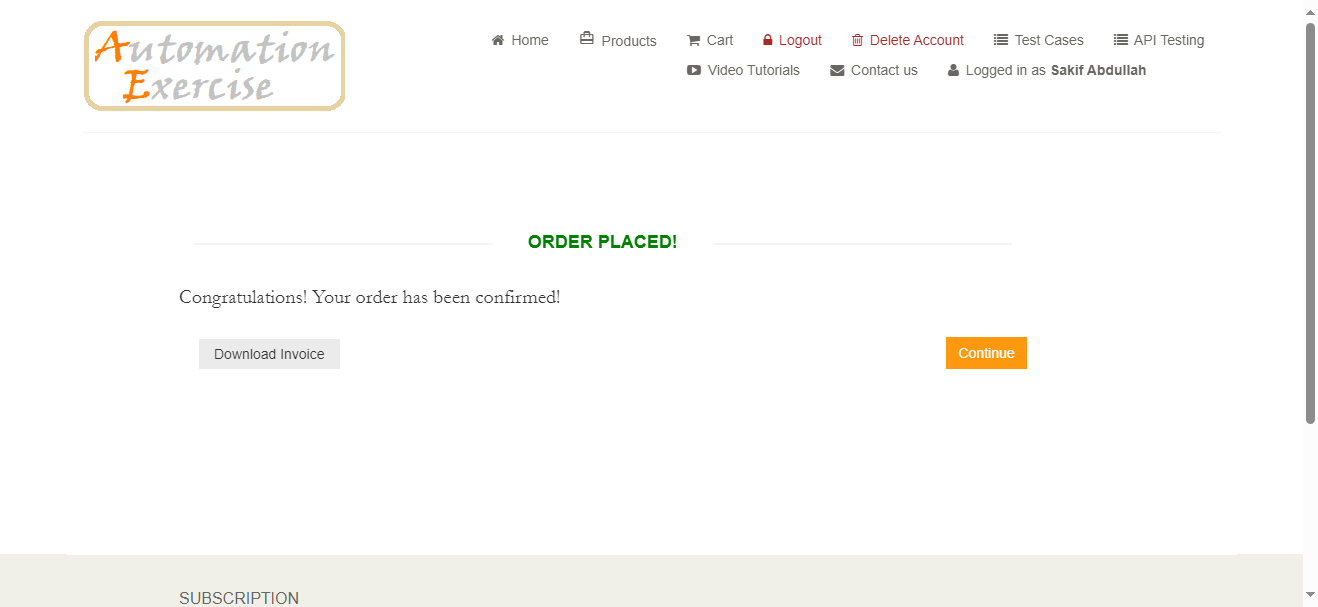 Automation
Exercise
Home Products Cart Logout Delete Account Test Cases API Testing
Video Tutorials Contact us Logged in as Sakif Abdullah
ORDER PLACED!
Congratulations! Your order has been confirmed!
Download Invoice Continue
SUBSCRIPTION